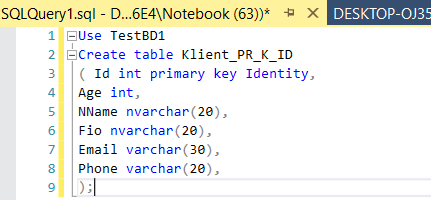 SQLQuery1.sql - D...6E4\Notebook (63))* DESKTOP-OJ35
1 Use TestBD1
2 Create table Klient_PR_K_ID
3 ( Id int primary key Identity,
4 Age int,
5 NName nvarchar(20),
6 Fio nvarchar(20),
7 Email varchar(30),
8 Phone varchar(20),
9 );